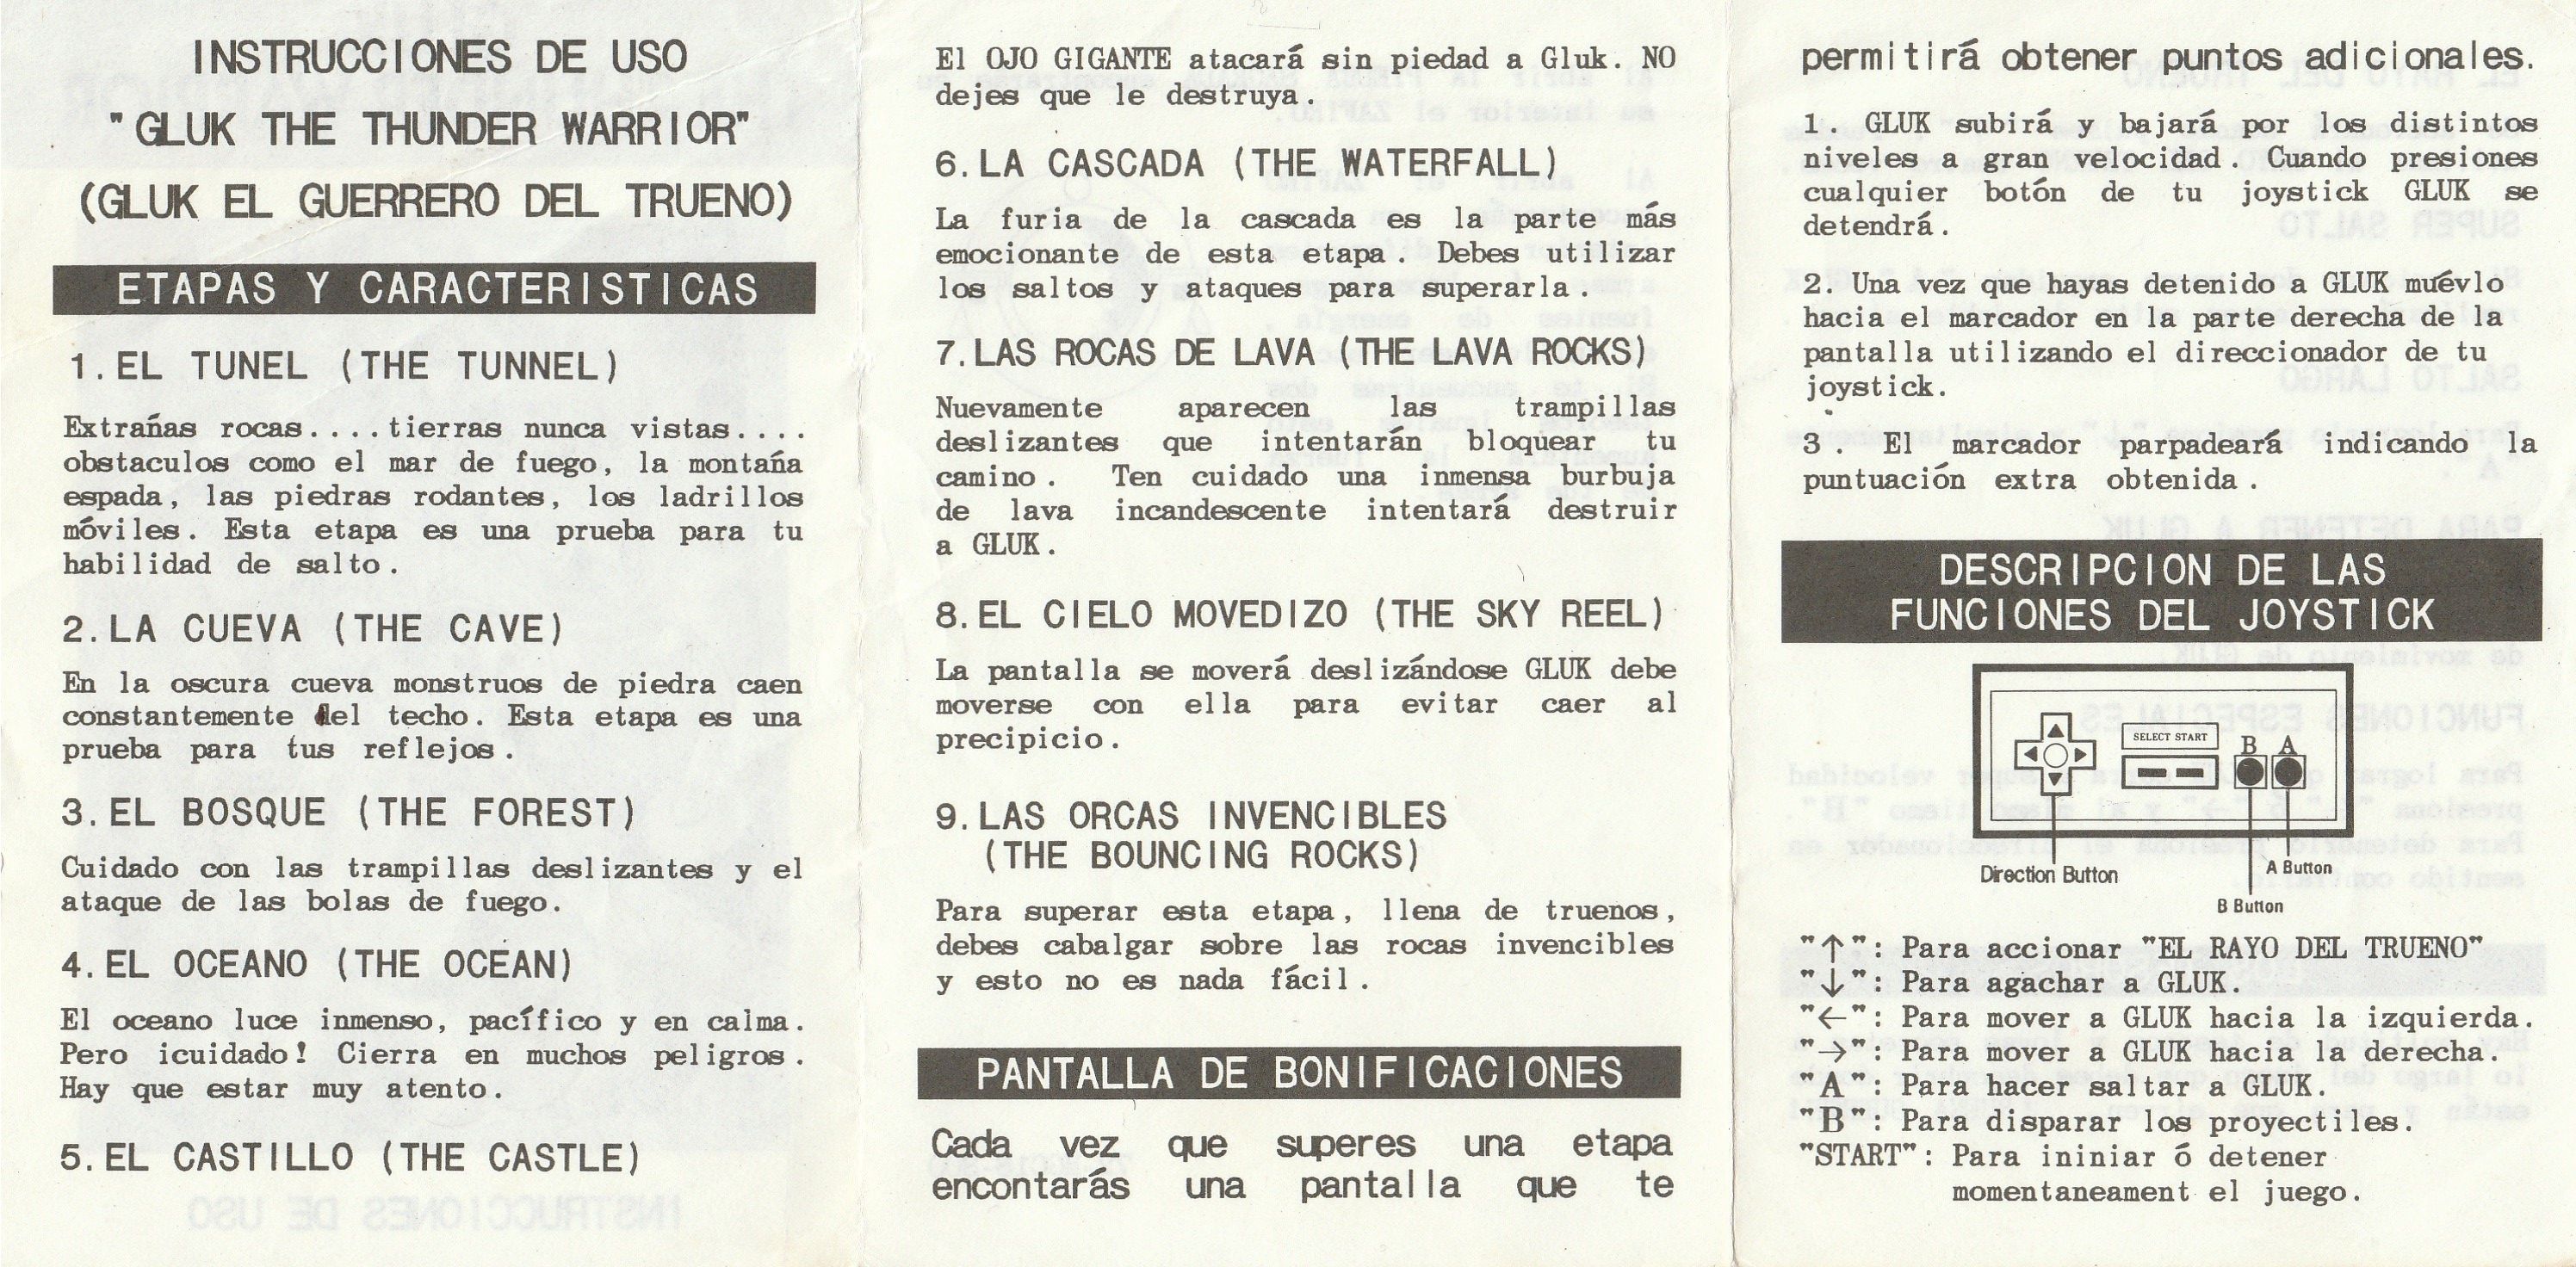 INSTRUCCIONES DE USO
"GLUK THE THUNDER WARRIOR"
(GLUK EL GUERRERO DEL TRUENO)
ETAPAS Y CARACTERISTICAS
1. EL TUNEL (THE TUNNEL)
Extrañas rocas....tierras nunca vistas....
obstaculos como el mar de fuego, la montaña
espada, las piedras rodantes, los ladrillos
móviles. Esta etapa es una prueba para tu
habilidad de salto.
2. LA CUEVA (THE CAVE)
En la oscura cueva monstruos de piedra caen
constantemente del techo. Esta etapa es una
prueba para tus reflejos.
3. EL BOSQUE (THE FOREST)
Cuidado con las trampillas deslizantes y el
ataque de las bolas de fuego.
4. EL OCEANO (THE OCEAN)
El oceano luce inmenso, pacífico y en calma.
Pero icuidado! Cierra en muchos peligros.
Hay que estar muy atento.
5. EL CASTILLO (THE CASTLE)
El OJO GIGANTE atacará sin piedad a Gluk. NO
dejes que le destruya.
6. LA CASCADA (THE WATERFALL)
La furia de la cascada es la parte más
emocionante de esta etapa. Debes utilizar
los saltos y ataques para superarla.
7. LAS ROCAS DE LAVA (THE LAVA ROCKS)
Nuevamente aparecen las trampillas
deslizantes que intentarán bloquear tu
camino. Ten cuidado una inmensa burbuja
de lava incandescente intentará destruir
a GLUK.
8. EL CIELO MOVEDIZO (THE SKY REEL)
La pantalla se moverá deslizándose GLUK debe
moverse con ella para evitar caer al
precipicio.
9. LAS ORCAS INVENCIBLES
(THE BOUNCING ROCKS)
Para superar esta etapa, llena de truenos,
debes cabalgar sobre las rocas invencibles
y esto no es nada fácil.
PANTALLA DE BONIFICACIONES
Cada vez que superes una etapa
encontarás una pantalla que te
permitirá obtener puntos adicionales.
1. GLUK subirá y bajará por los distintos
niveles a gran velocidad. Cuando presiones
cualquier botón de tu joystick GLUK se
detendrá.
2. Una vez que hayas detenido a GLUK muévlo
hacia el marcador en la parte derecha de la
pantalla utilizando el direccionador de tu
joystick.
3. El marcador parpadeará indicando la
puntuación extra obtenida.
DESCRIPCION DE LAS
FUNCIONES DEL JOYSTICK
SELECT START
B A
Direction Button
A Button
B Button
"↑": Para accionar "EL RAYO DEL TRUENO"
"↓": Para agachar a GLUK.
"←": Para mover a GLUK hacia la izquierda.
"→": Para mover a GLUK hacia la derecha.
"A": Para hacer saltar a GLUK.
"B": Para disparar los proyectiles.
"START": Para ininiar ó detener
momentaneament el juego.